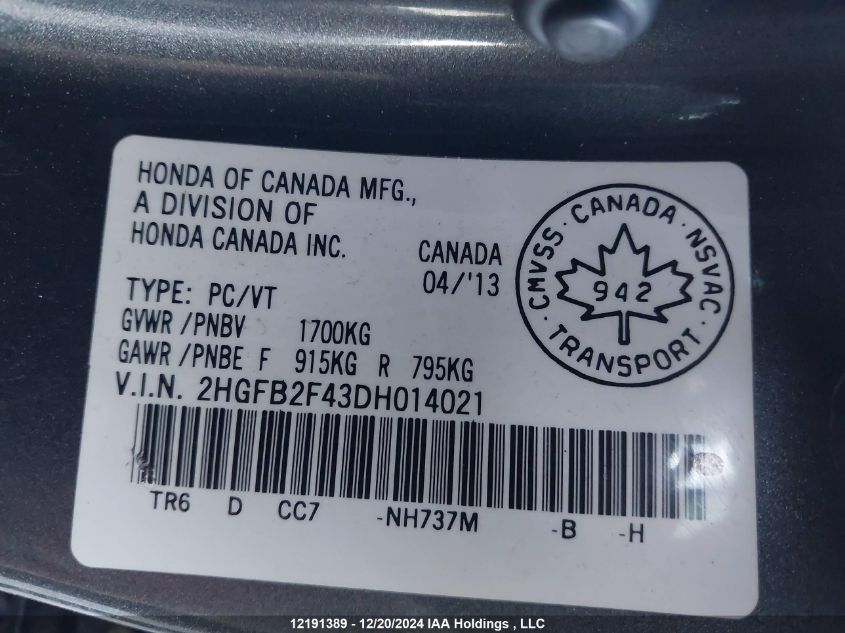 HONDA OF CANADA MFG.,
A DIVISION OF
HONDA CANADA INC.
CANADA
04/'13
TYPE: PC/VT
GVWR /PNBV 1700KG
GAWR /PNBE F 915KG R 795KG
V.I.N. 2HGFB2F43DH014021
TR6 D CC7 -NH737M -B -H
CMVSS · CANADA · NSVAC · TRANSPORT ·
942
12191389 - 12/20/2024 IAA Holdings , LLC